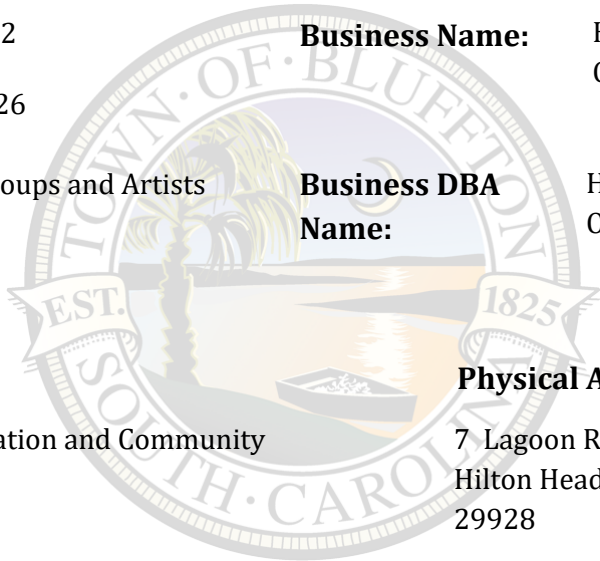 2
Business Name:
26
oups and Artists
Business DBA
Name:
TOWN · OF · BLUFFTON
EST.
1825
SOUTH · CAROLINA
Physical A
ation and Community
7 Lagoon R
Hilton Head
29928